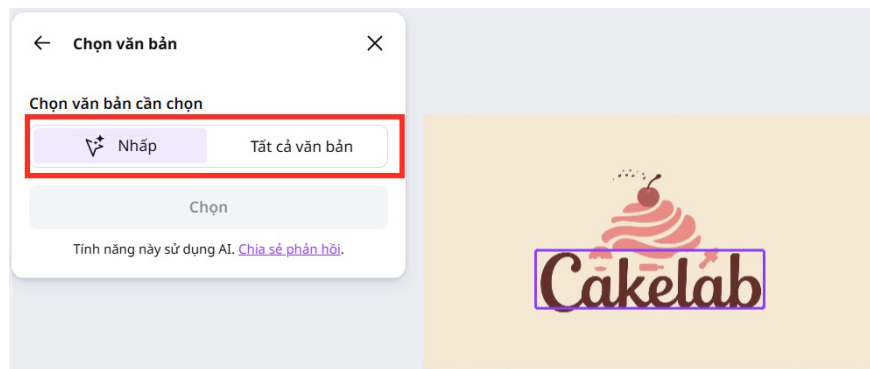 Chọn văn bản
Chọn văn bản cần chọn
Nhấp
Tất cả văn bản
Chọn
Tính năng này sử dụng AI. Chia sẻ phản hồi.
Cakelab